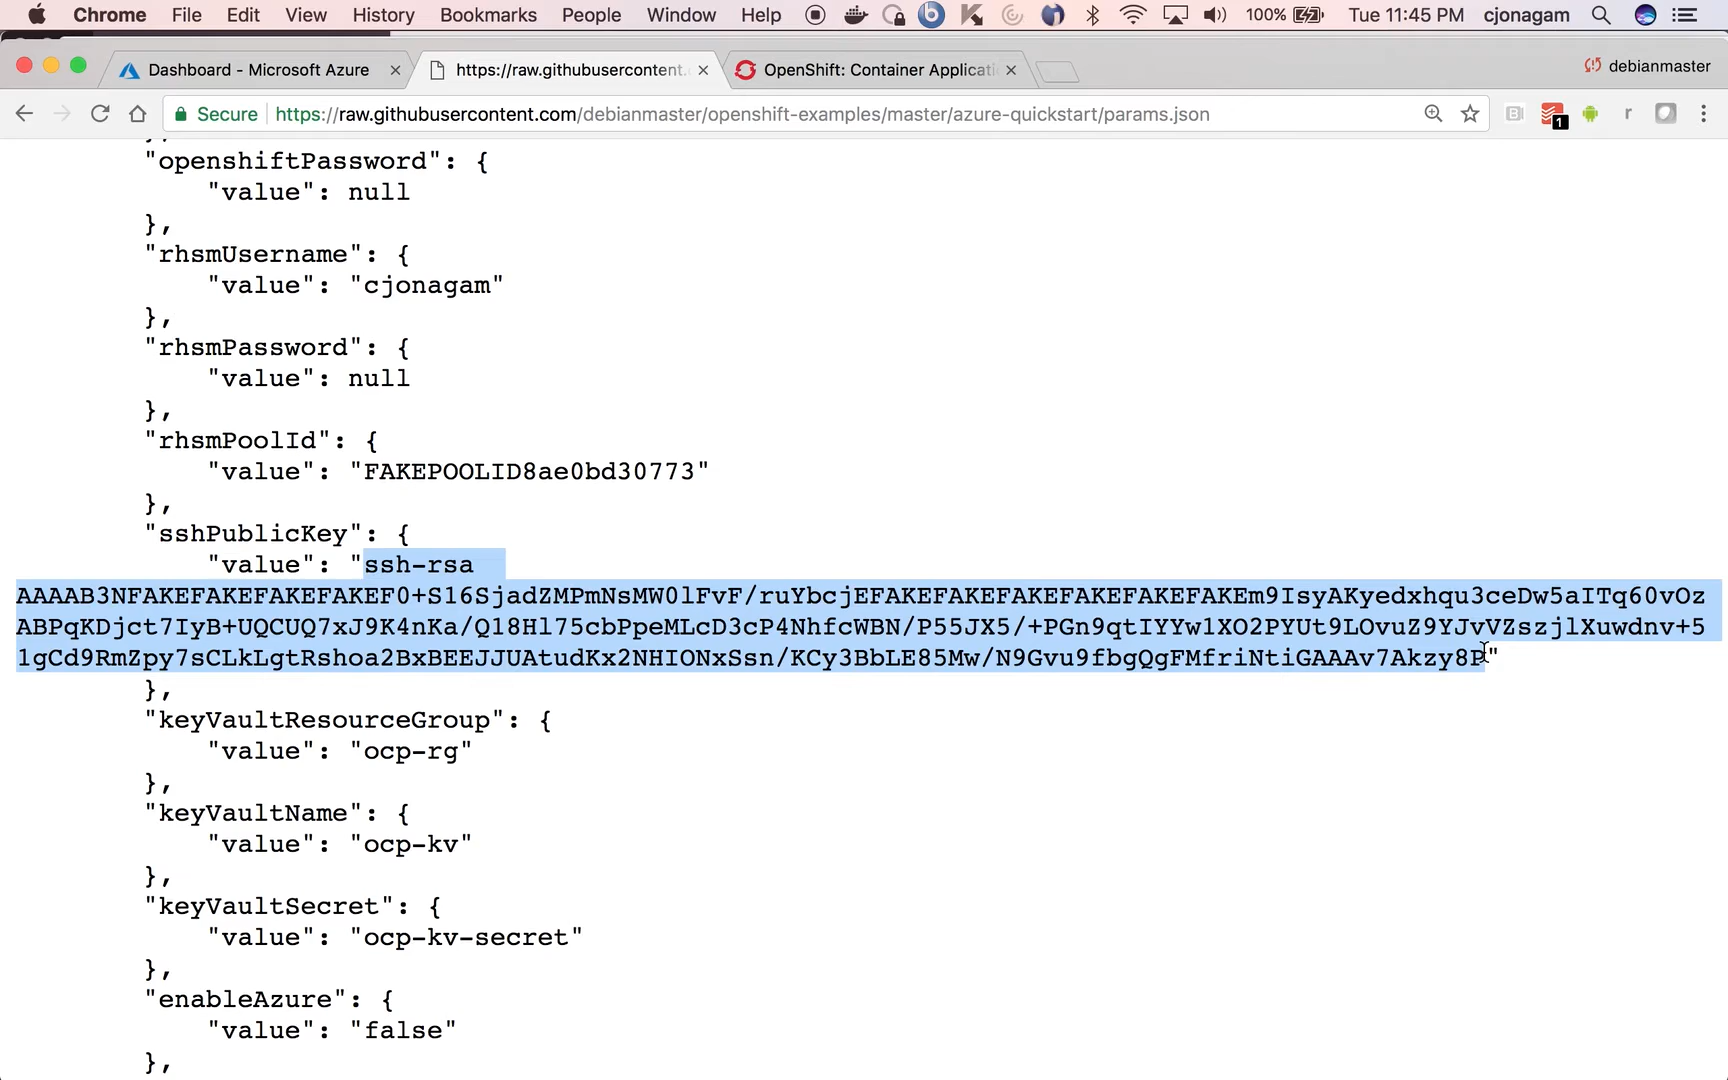 Chrome File Edit View History Bookmarks People Window Help 100% Tue 11:45 PM cjonagam
Dashboard - Microsoft Azure https://raw.githubusercontent. OpenShift: Container Applicati debianmaster
Secure https://raw.githubusercontent.com/debianmaster/openshift-examples/master/azure-quickstart/params.json 1
"openshiftPassword": {
"value": null
},
"rhsmUsername": {
"value": "cjonagam"
},
"rhsmPassword": {
"value": null
},
"rhsmPoolId": {
"value": "FAKEPOOLID8ae0bd30773"
},
"sshPublicKey": {
"value": "ssh-rsa
AAAAB3NFAKEFAKEFAKEFAKEF0+S16SjadZMPmNsMW0lFvF/ruYbcjEFAKEFAKEFAKEFAKEFAKEFAKEm9IsyAKyedxhqu3ceDw5aITq60vOz
ABPqKDjct7IyB+UQCUQ7xJ9K4nKa/Q18Hl75cbPpeMLcD3cP4NhfcWBN/P55JX5/+PGn9qtIYYw1XO2PYUt9LOvuZ9YJvVZszjlXuwdnv+5
1gCd9RmZpy7sCLkLgtRshoa2BxBEEJJUAtudKx2NHIONxSsn/KCy3BbLE85Mw/N9Gvu9fbgQgFMfriNtiGAAAv7Akzy8P"
},
"keyVaultResourceGroup": {
"value": "ocp-rg"
},
"keyVaultName": {
"value": "ocp-kv"
},
"keyVaultSecret": {
"value": "ocp-kv-secret"
},
"enableAzure": {
"value": "false"
},